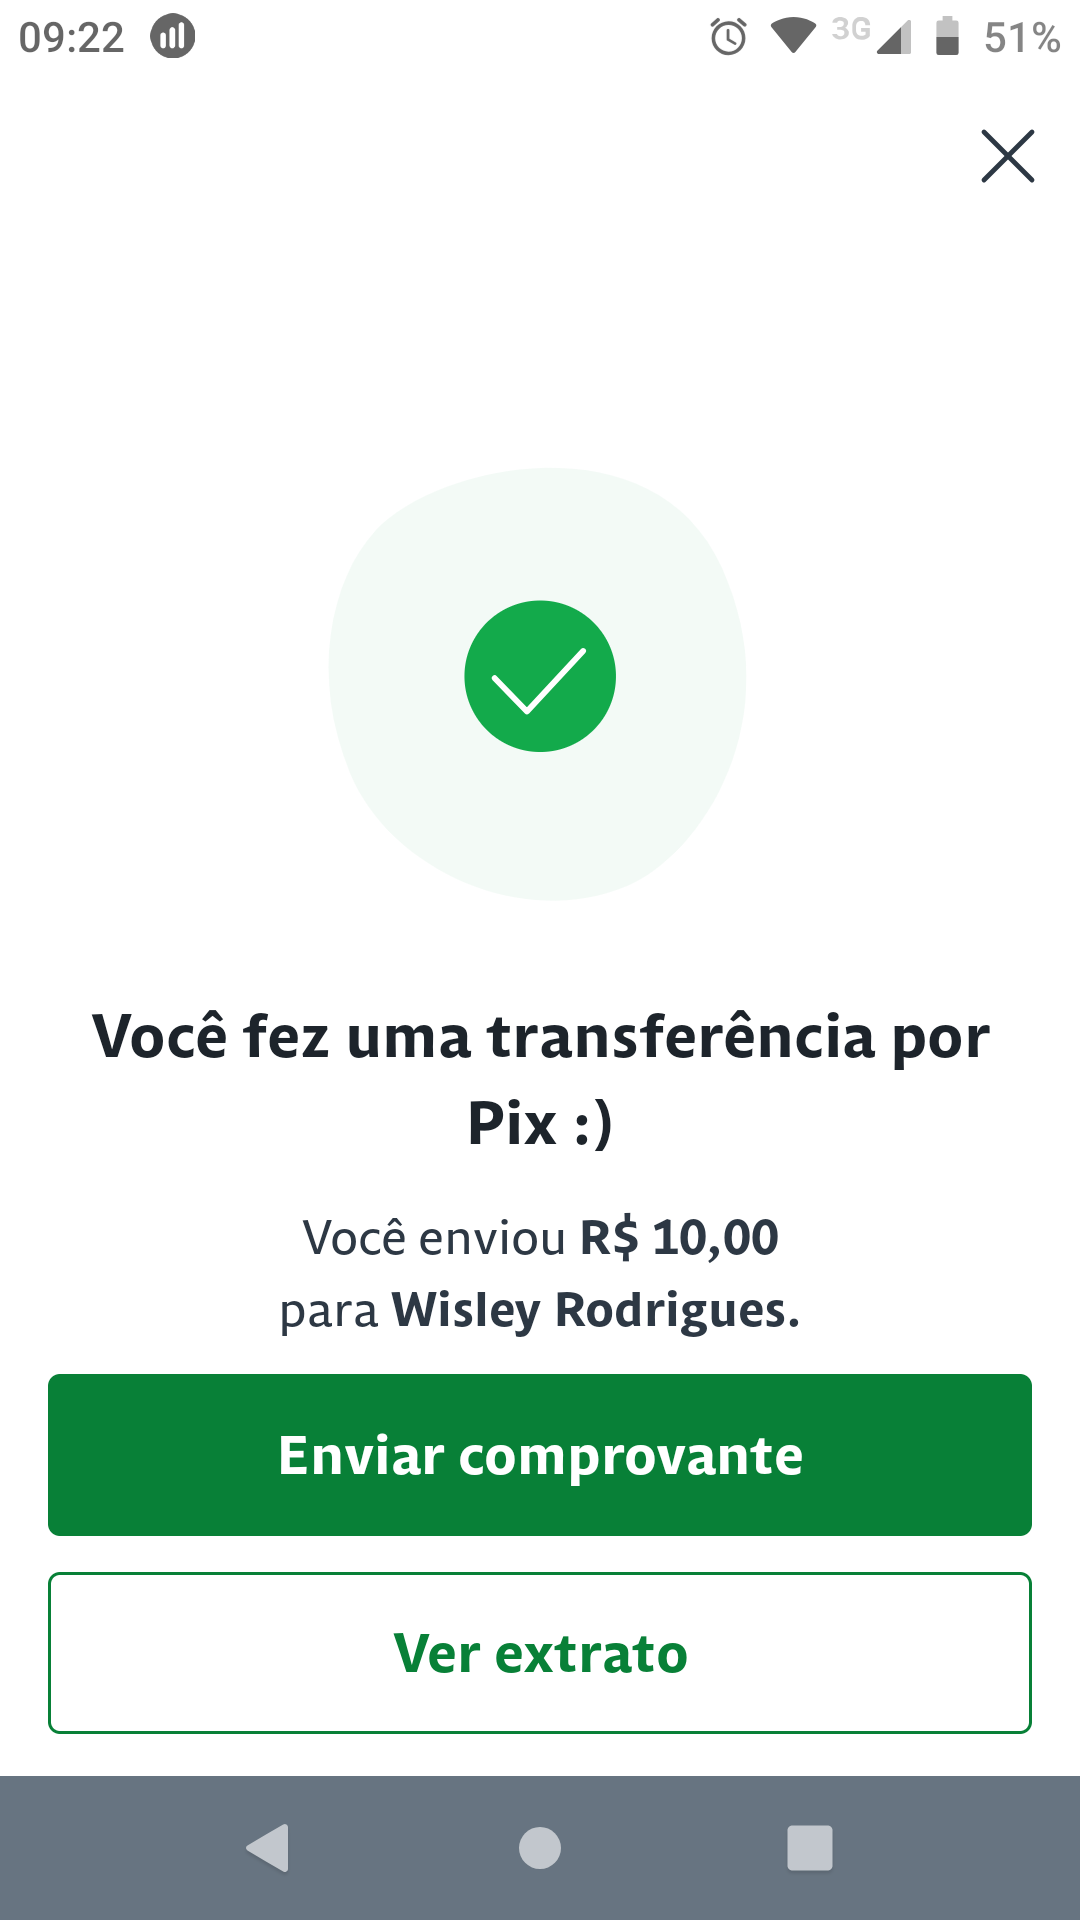 09:22
3G
51%
Você fez uma transferência por
Pix :)
Você enviou R$ 10,00
para Wisley Rodrigues.
Enviar comprovante
Ver extrato